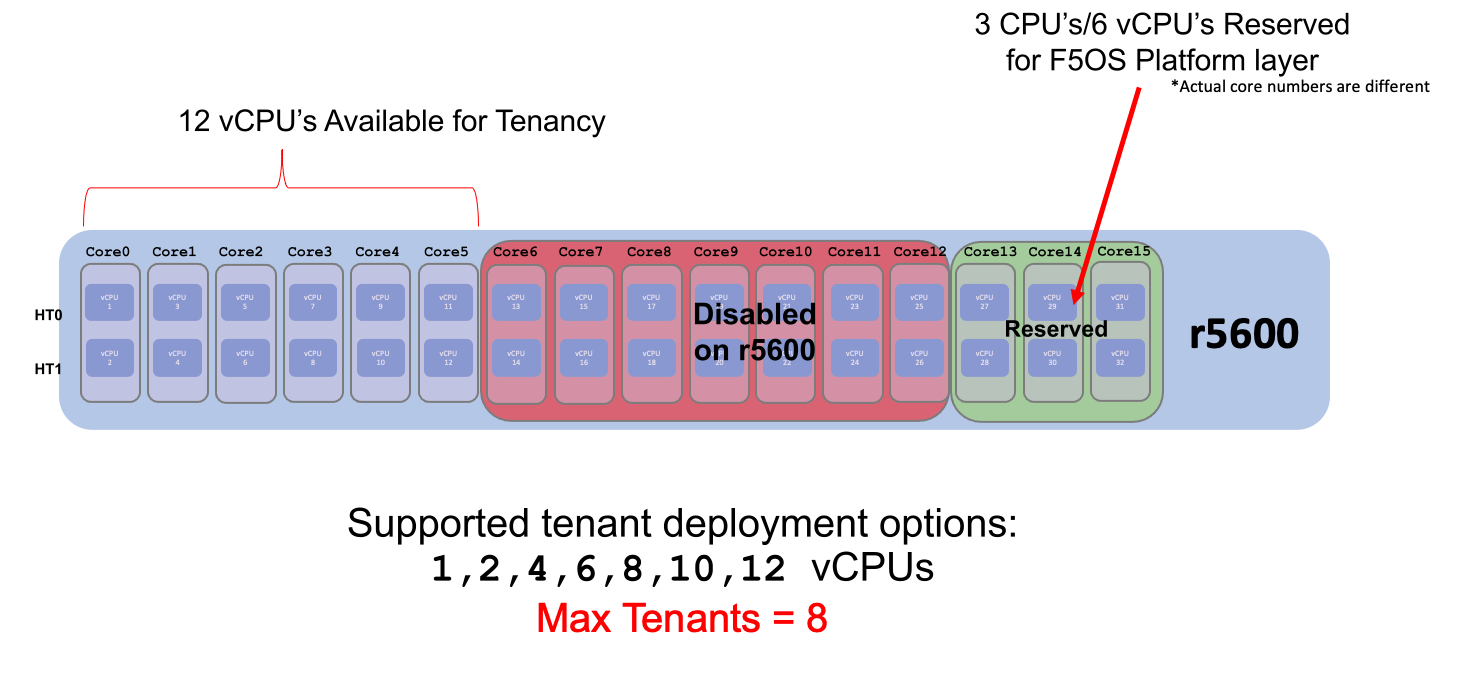 3 CPU's/6 vCPU's Reserved
for F5OS Platform layer
*Actual core numbers are different
12 vCPU's Available for Tenancy
Core0 Core1 Core2 Core3 Core4 Core5 Core6 Core7 Core8 Core9 Core10 Core11 Core12 Core13 Core14 Core15
HT0
vCPU vCPU vCPU vCPU vCPU vCPU vCPU vCPU vCPU vCPU vCPU vCPU vCPU vCPU vCPU
1 3 5 7 9 11 13 15 17 21 23 25 27 29 31
Disabled
on r5600
Reserved
r5600
HT1
vCPU vCPU vCPU vCPU vCPU vCPU vCPU vCPU vCPU vCPU vCPU vCPU vCPU vCPU
2 4 6 8 10 12 14 16 18 20 22 24 26 28 30 32
Supported tenant deployment options:
1,2,4,6,8,10,12 vCPUs
Max Tenants = 8